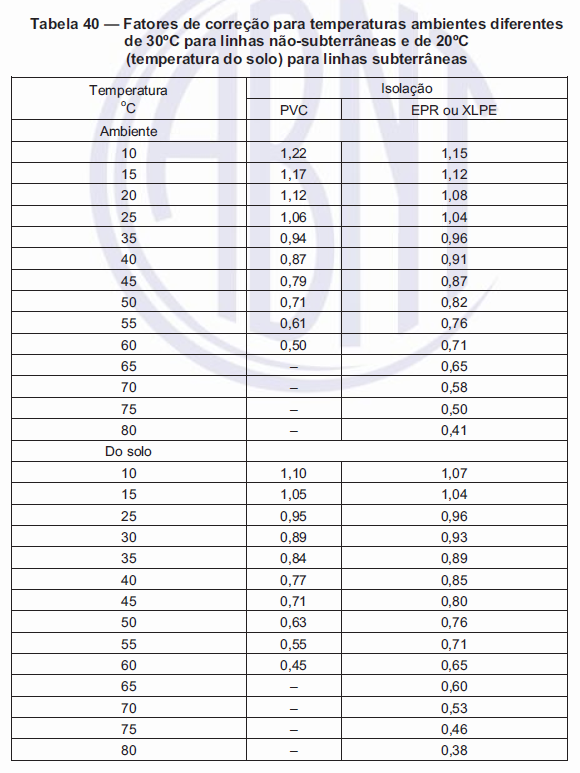 Tabela 40 — Fatores de correção para temperaturas ambientes diferentes
de 30ºC para linhas não-subterrâneas e de 20ºC
(temperatura do solo) para linhas subterrâneas
Temperatura
ºC
Isolação
PVC EPR ou XLPE
Ambiente
10 1,22 1,15
15 1,17 1,12
20 1,12 1,08
25 1,06 1,04
35 0,94 0,96
40 0,87 0,91
45 0,79 0,87
50 0,71 0,82
55 0,61 0,76
60 0,50 0,71
65 – 0,65
70 – 0,58
75 – 0,50
80 – 0,41
Do solo
10 1,10 1,07
15 1,05 1,04
25 0,95 0,96
30 0,89 0,93
35 0,84 0,89
40 0,77 0,85
45 0,71 0,80
50 0,63 0,76
55 0,55 0,71
60 0,45 0,65
65 – 0,60
70 – 0,53
75 – 0,46
80 – 0,38
ABNT